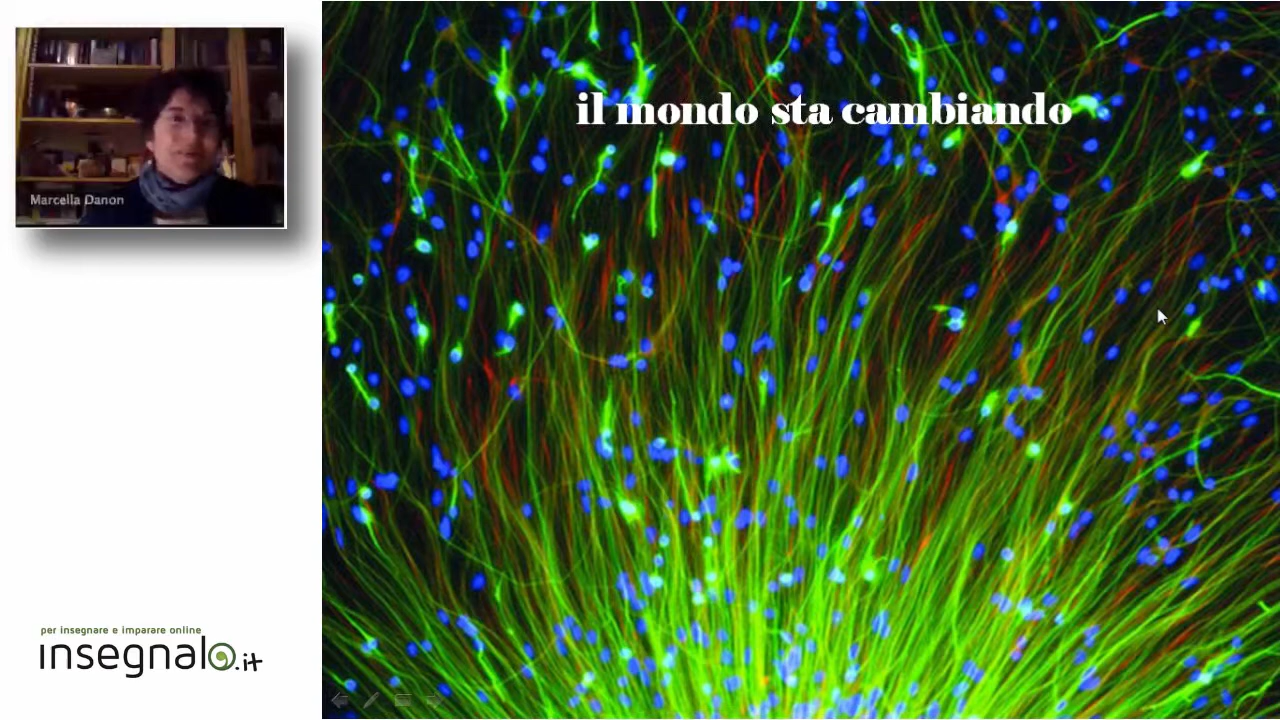 il mondo sta cambiando
Marcella Danon
per insegnare e imparare online
insegnalo.it